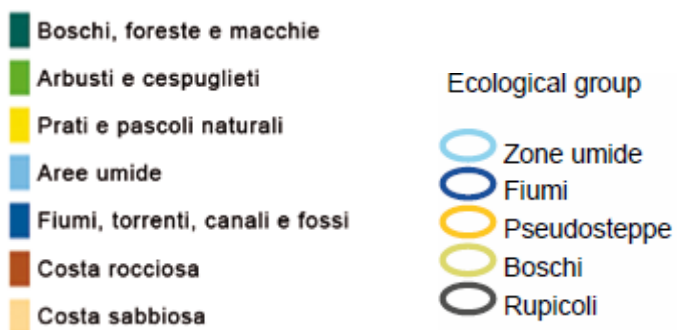 Boschi, foreste e macchie
Arbusti e cespuglieti
Prati e pascoli naturali
Aree umide
Fiumi, torrenti, canali e fossi
Costa rocciosa
Costa sabbiosa
Ecological group
Zone umide
Fiumi
Pseudosteppe
Boschi
Rupicoli